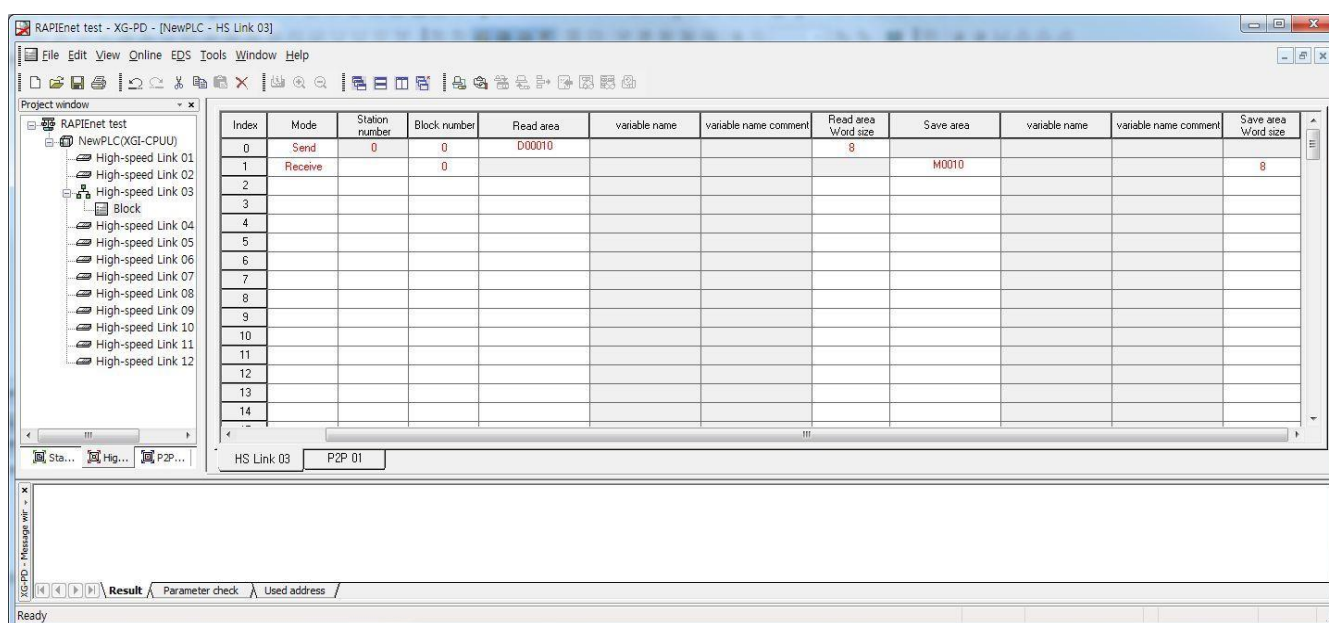 RAPIEnet test - XG-PD - [NewPLC - HS Link 03]
File Edit View Online EDS Tools Window Help
Project window
RAPIEnet test
NewPLC(XGI-CPUU)
High-speed Link 01
High-speed Link 02
High-speed Link 03
Block
High-speed Link 04
High-speed Link 05
High-speed Link 06
High-speed Link 07
High-speed Link 08
High-speed Link 09
High-speed Link 10
High-speed Link 11
High-speed Link 12
Sta... Hig... P2P...
Index Mode Station number Block number Read area variable name variable name comment Read area Word size Save area variable name variable name comment Save area Word size
0 Send 0 0 D00010 8
1 Receive 0 M0010 8
2
3
4
5
6
7
8
9
10
11
12
13
14
HS Link 03 P2P 01
XG-PD - Message wir
Result Parameter check Used address
Ready